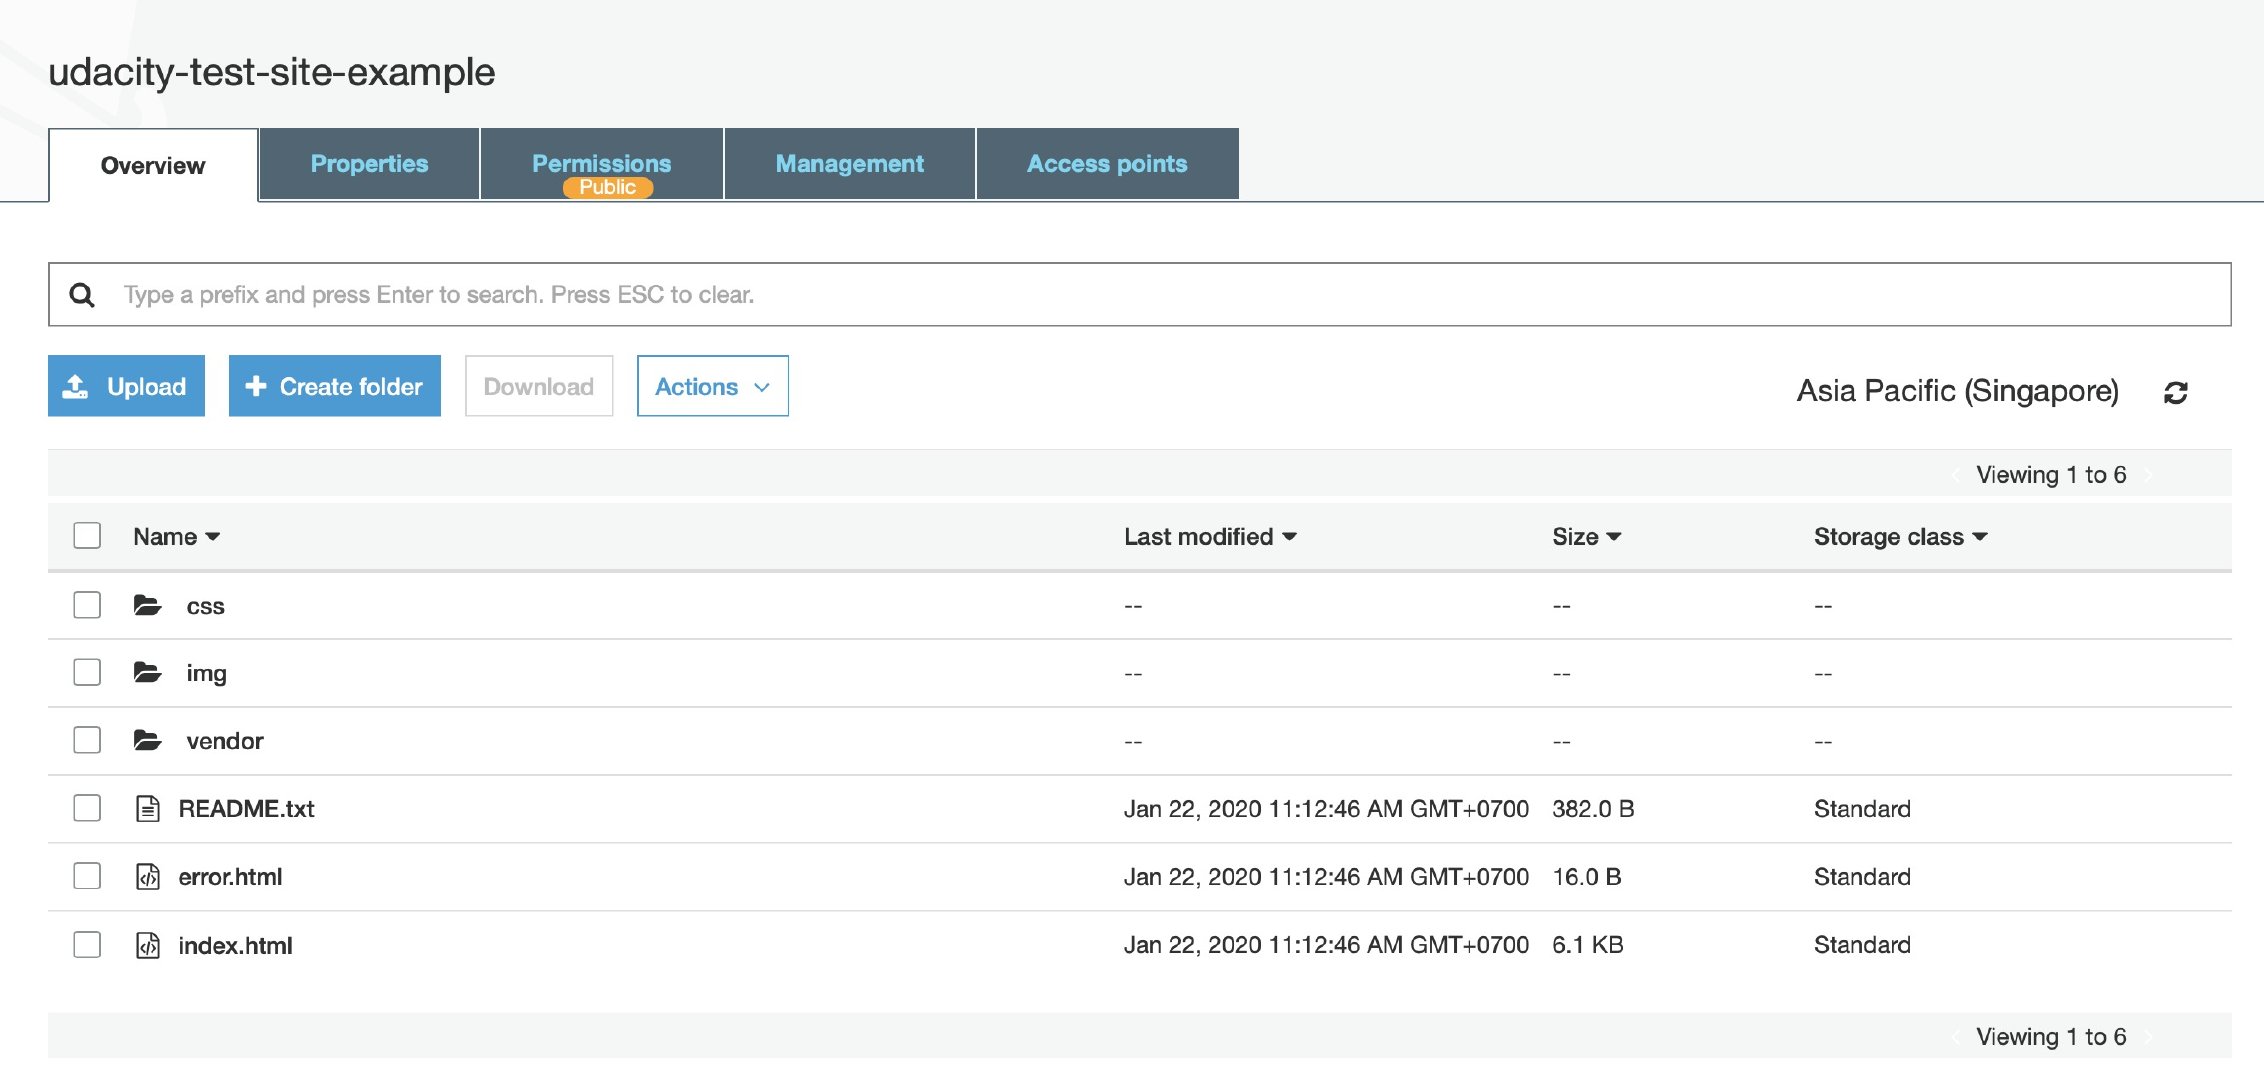 udacity-test-site-example
Overview Properties Permissions Management Access points
Public
Type a prefix and press Enter to search. Press ESC to clear.
Upload Create folder Download Actions Asia Pacific (Singapore)
Viewing 1 to 6
Name Last modified Size Storage class
css -- -- --
img -- -- --
vendor -- -- --
README.txt Jan 22, 2020 11:12:46 AM GMT+0700 382.0 B Standard
error.html Jan 22, 2020 11:12:46 AM GMT+0700 16.0 B Standard
index.html Jan 22, 2020 11:12:46 AM GMT+0700 6.1 KB Standard
Viewing 1 to 6